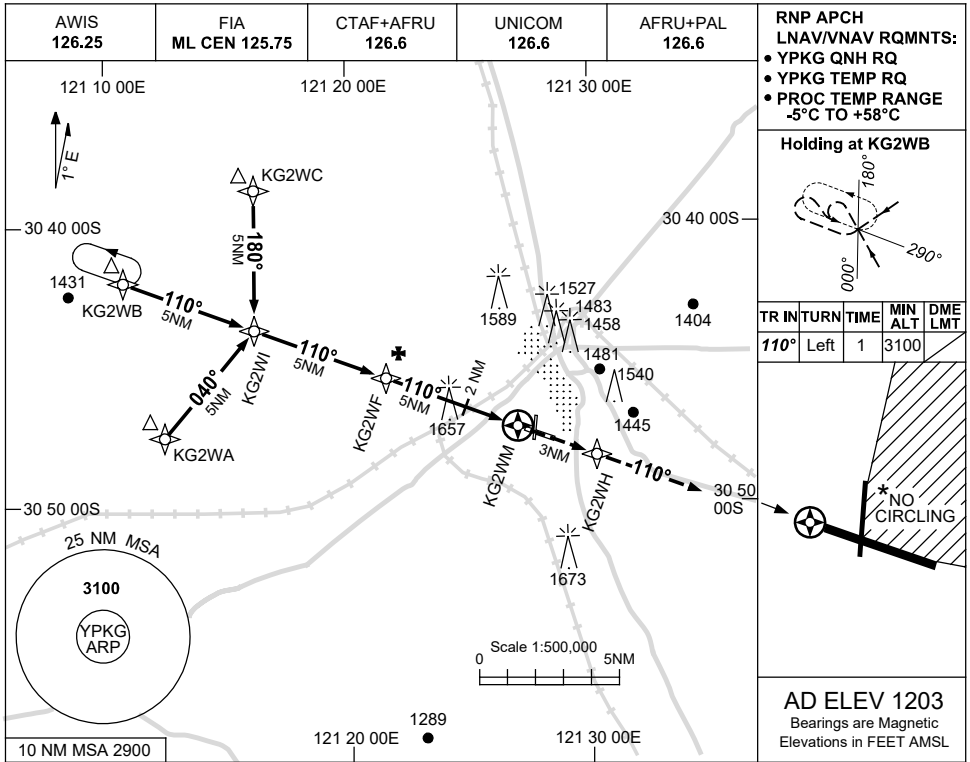 AWIS
126.25
FIA
ML CEN 125.75
CTAF+AFRU
126.6
UNICOM
126.6
AFRU+PAL
126.6
RNP APCH
LNAV/VNAV RQMNTS:
• YPKG QNH RQ
• YPKG TEMP RQ
• PROC TEMP RANGE
-5°C TO +58°C
121 10 00E
121 20 00E
121 30 00E
1° E
KG2WC
Holding at KG2WB
180°
290°
000°
30 40 00S
30 40 00S
180°
5NM
1431
KG2WB
110°
5NM
KG2WI
110°
5NM
040°
5NM
KG2WA
KG2WF
110°
5NM
2 NM
1657
1589
1527
1483
1458
1481
1540
1445
1404
TR IN
TURN
TIME
MIN
ALT
DME
LMT
110°
Left
1
3100
KG2WM
3NM
KG2WH
110°
30 50
00S
30 50 00S
*NO
CIRCLING
25 NM MSA
3100
YPKG
ARP
1673
Scale 1:500,000
0
5NM
1289
121 20 00E
121 30 00E
10 NM MSA 2900
AD ELEV 1203
Bearings are Magnetic
Elevations in FEET AMSL